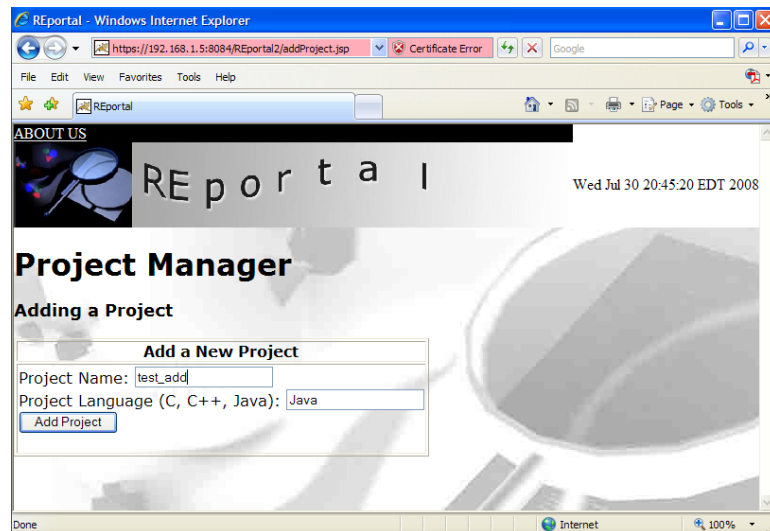 REportal - Windows Internet Explorer
https://192.168.1.5:8084/REportal2/addProject.jsp
Certificate Error
Google
File Edit View Favorites Tools Help
REportal
Page
Tools
ABOUT US
REportal
Wed Jul 30 20:45:20 EDT 2008
Project Manager
Adding a Project
Add a New Project
Project Name: test_add
Project Language (C, C++, Java): Java
Add Project
Done
Internet
100%